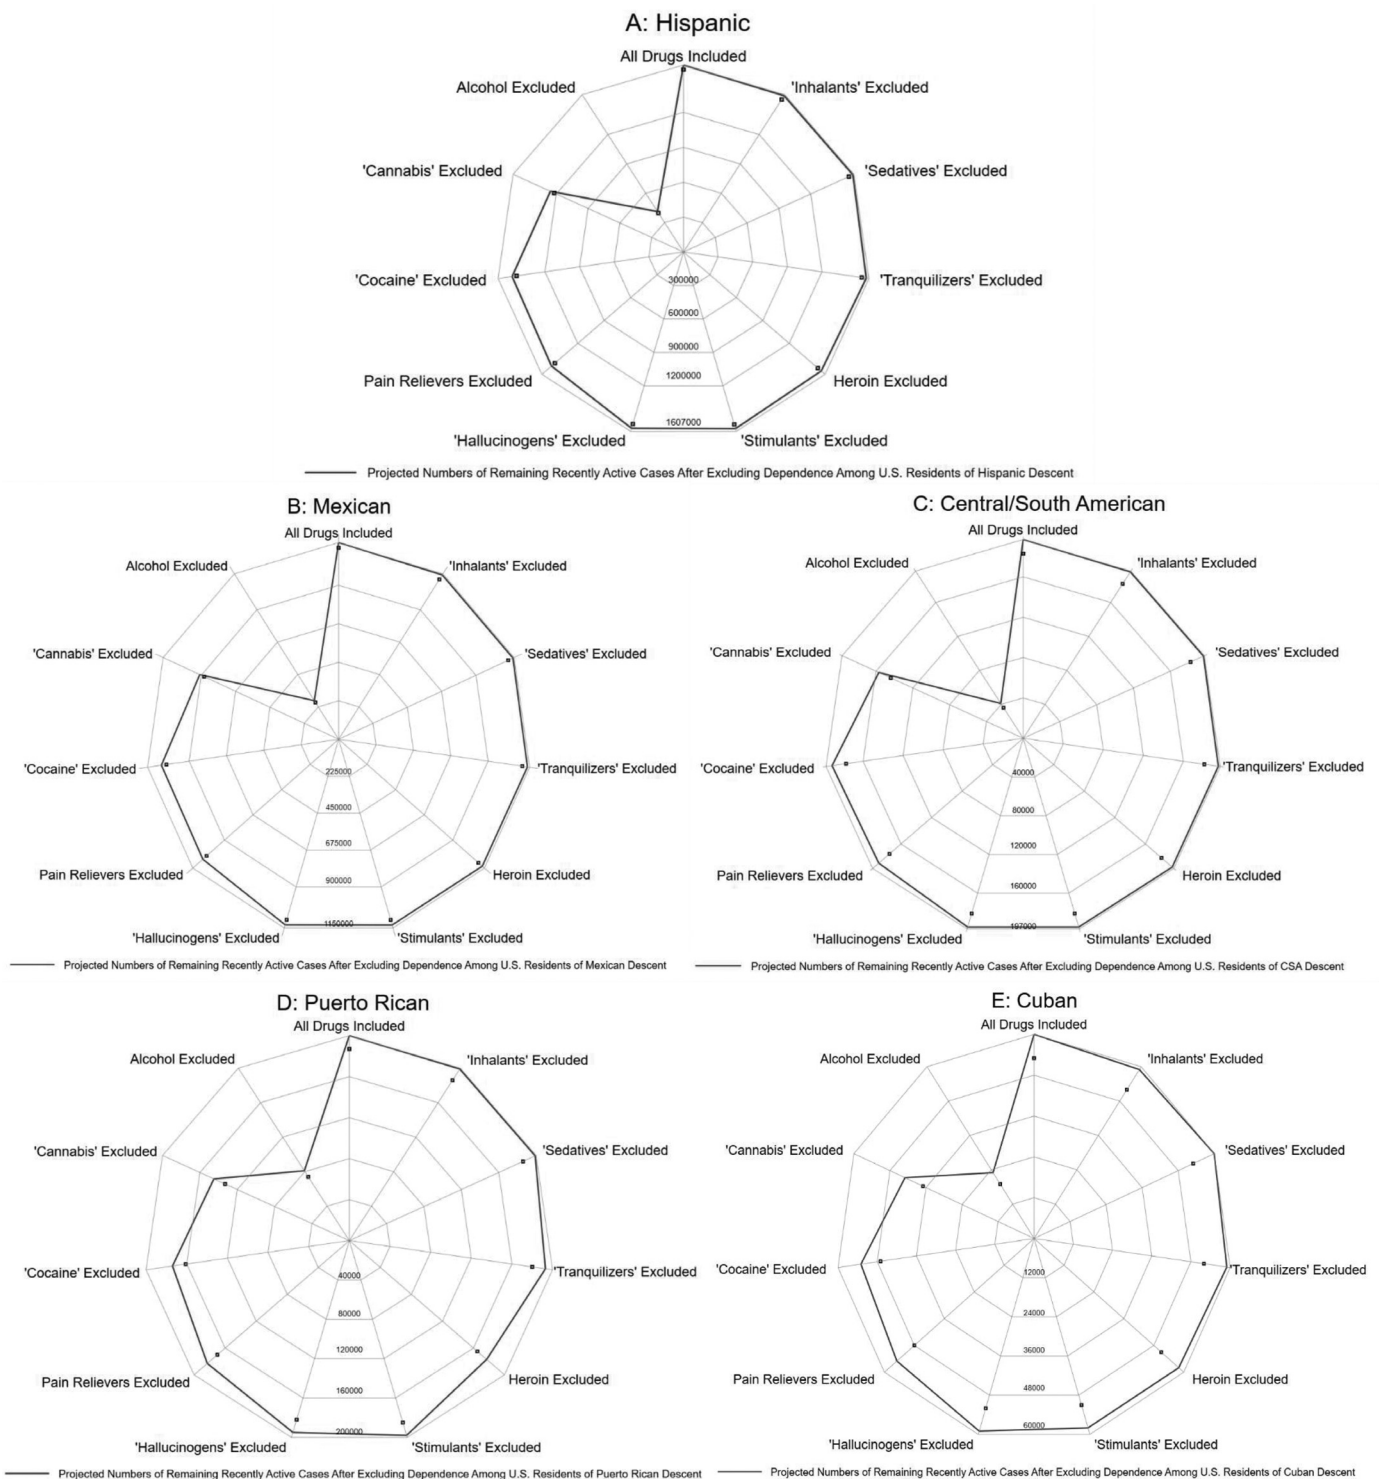 A: Hispanic
All Drugs Included
Alcohol Excluded
'Inhalants' Excluded
'Cannabis' Excluded
'Sedatives' Excluded
'Cocaine' Excluded
'Tranquilizers' Excluded
300000
600000
900000
1200000
1607000
Pain Relievers Excluded
Heroin Excluded
'Hallucinogens' Excluded
'Stimulants' Excluded
Projected Numbers of Remaining Recently Active Cases After Excluding Dependence Among U.S. Residents of Hispanic Descent
B: Mexican
All Drugs Included
Alcohol Excluded
'Inhalants' Excluded
'Cannabis' Excluded
'Sedatives' Excluded
'Cocaine' Excluded
'Tranquilizers' Excluded
225000
450000
675000
900000
1150000
Pain Relievers Excluded
Heroin Excluded
'Hallucinogens' Excluded
'Stimulants' Excluded
Projected Numbers of Remaining Recently Active Cases After Excluding Dependence Among U.S. Residents of Mexican Descent
C: Central/South American
All Drugs Included
Alcohol Excluded
'Inhalants' Excluded
'Cannabis' Excluded
'Sedatives' Excluded
'Cocaine' Excluded
'Tranquilizers' Excluded
40000
80000
120000
160000
197000
Pain Relievers Excluded
Heroin Excluded
'Hallucinogens' Excluded
'Stimulants' Excluded
Projected Numbers of Remaining Recently Active Cases After Excluding Dependence Among U.S. Residents of CSA Descent
D: Puerto Rican
All Drugs Included
Alcohol Excluded
'Inhalants' Excluded
'Cannabis' Excluded
'Sedatives' Excluded
'Cocaine' Excluded
'Tranquilizers' Excluded
40000
80000
120000
160000
200000
Pain Relievers Excluded
Heroin Excluded
'Hallucinogens' Excluded
'Stimulants' Excluded
Projected Numbers of Remaining Recently Active Cases After Excluding Dependence Among U.S. Residents of Puerto Rican Descent
E: Cuban
All Drugs Included
Alcohol Excluded
'Inhalants' Excluded
'Cannabis' Excluded
'Sedatives' Excluded
'Cocaine' Excluded
'Tranquilizers' Excluded
12000
24000
36000
48000
60000
Pain Relievers Excluded
Heroin Excluded
'Hallucinogens' Excluded
'Stimulants' Excluded
Projected Numbers of Remaining Recently Active Cases After Excluding Dependence Among U.S. Residents of Cuban Descent